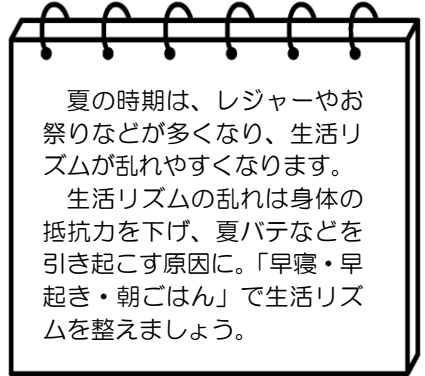 夏の時期は、レジャーやお
祭りなどが多くなり、生活リ
ズムが乱れやすくなります。
　生活リズムの乱れは身体の
抵抗力を下げ、夏バテなどを
引き起こす原因に。「早寝・早
起き・朝ごはん」で生活リズ
ムを整えましょう。